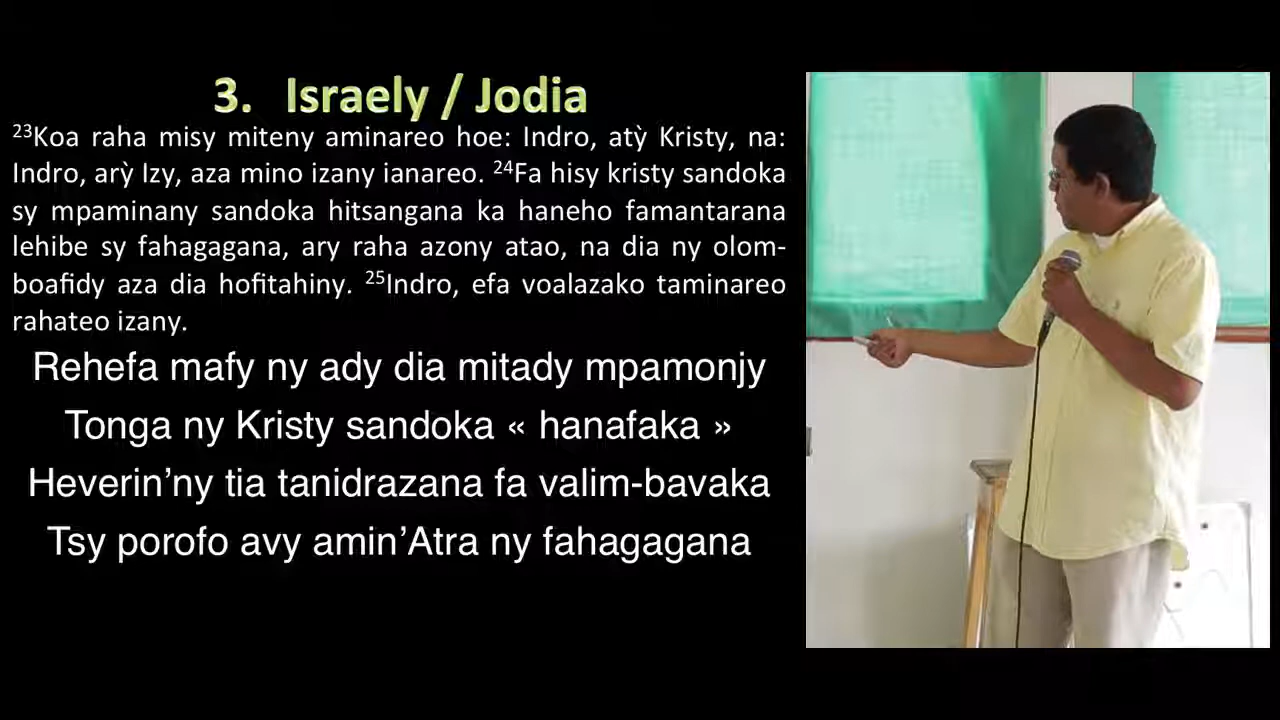 3. Israely / Jodia
²³Koa raha misy miteny aminareo hoe: Indro, atỳ Kristy, na:
Indro, arỳ Izy, aza mino izany ianareo. ²⁴Fa hisy kristy sandoka
sy mpaminany sandoka hitsangana ka haneho famantarana
lehibe sy fahagagana, ary raha azony atao, na dia ny olom-
boafidy aza dia hofitahiny. ²⁵Indro, efa voalazako taminareo
rahateo izany.
Rehefa mafy ny ady dia mitady mpamonjy
Tonga ny Kristy sandoka « hanafaka »
Heverin’ny tia tanidrazana fa valim-bavaka
Tsy porofo avy amin’Atra ny fahagagana